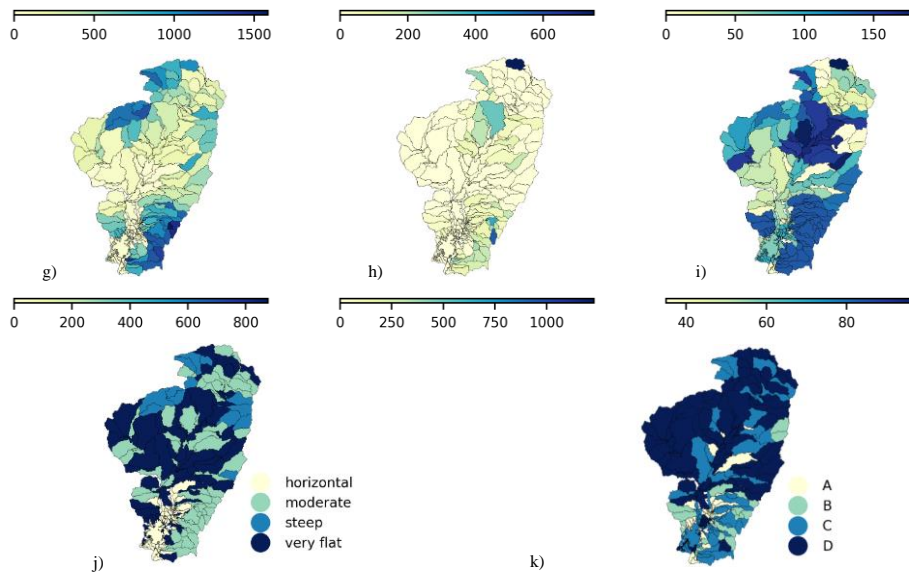 0 500 1000 1500
0 200 400 600
0 50 100 150
g)
h)
i)
0 200 400 600 800
0 250 500 750 1000
40 60 80
horizontal
moderate
steep
very flat
A
B
C
D
j)
k)